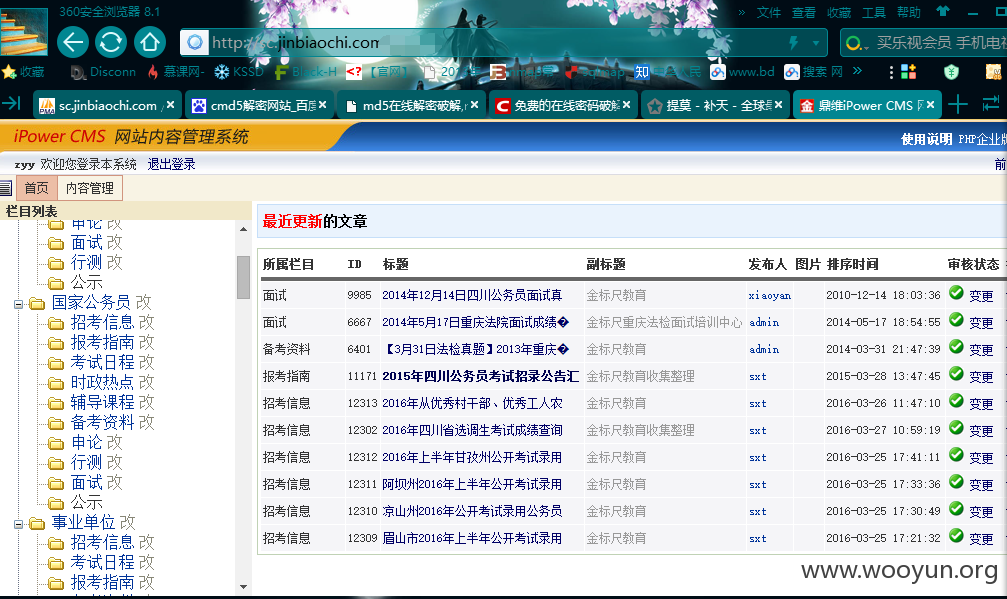 360安全浏览器 8.1
» 文件 查看 收藏 工具 帮助
http://sc.jinbiaochi.com
买乐视会员 手机电视
收藏 Disconn 慕课网- KSSD Black-H 【官网】 知 www.bd 搜索 网 »
sc.jinbiaochi.com × cmd5解密网站_百度 × md5在线解密破解, × 免费的在线密码破解 × 提莫 - 补天 - 全球 × 鼎维iPower CMS 网 ×
iPower CMS 网站内容管理系统
使用说明 PHP企业版
zyy 欢迎您登录本系统 退出登录 前
首页 内容管理
栏目列表
申论 改
面试 改
行测 改
公示
国家公务员 改
招考信息 改
报考指南 改
考试日程 改
时政热点 改
辅导课程 改
备考资料 改
申论 改
行测 改
面试 改
公示
事业单位 改
招考信息 改
考试日程 改
报考指南 改
最近更新的文章
所属栏目 ID 标题 副标题 发布人 图片 排序时间 审核状态
面试 9985 2014年12月14日四川公务员面试真 金标尺教育 xiaoyan 2010-12-14 18:03:36 变更
面试 6667 2014年5月17日重庆法院面试成绩� 金标尺重庆法检面试培训中心 admin 2014-05-17 18:54:55 变更
备考资料 6401 【3月31日法检真题】2013年重庆� 金标尺教育 admin 2014-03-31 21:47:39 变更
报考指南 11171 2015年四川公务员考试招录公告汇 金标尺教育收集整理 sxt 2015-03-28 13:47:45 变更
招考信息 12313 2016年从优秀村干部、优秀工人农 金标尺教育 sxt 2016-03-26 11:47:10 变更
招考信息 12302 2016年四川省选调生考试成绩查询 金标尺教育收集整理 sxt 2016-03-27 10:59:19 变更
招考信息 12312 2016年上半年甘孜州公开考试录用 金标尺教育 sxt 2016-03-25 17:41:11 变更
招考信息 12311 阿坝州2016年上半年公开考试录用 金标尺教育 sxt 2016-03-25 17:33:36 变更
招考信息 12310 凉山州2016年公开考试录用公务员 金标尺教育 sxt 2016-03-25 17:30:49 变更
招考信息 12309 眉山市2016年上半年公开考试录用 金标尺教育 sxt 2016-03-25 17:21:32 变更
www.wooyun.org